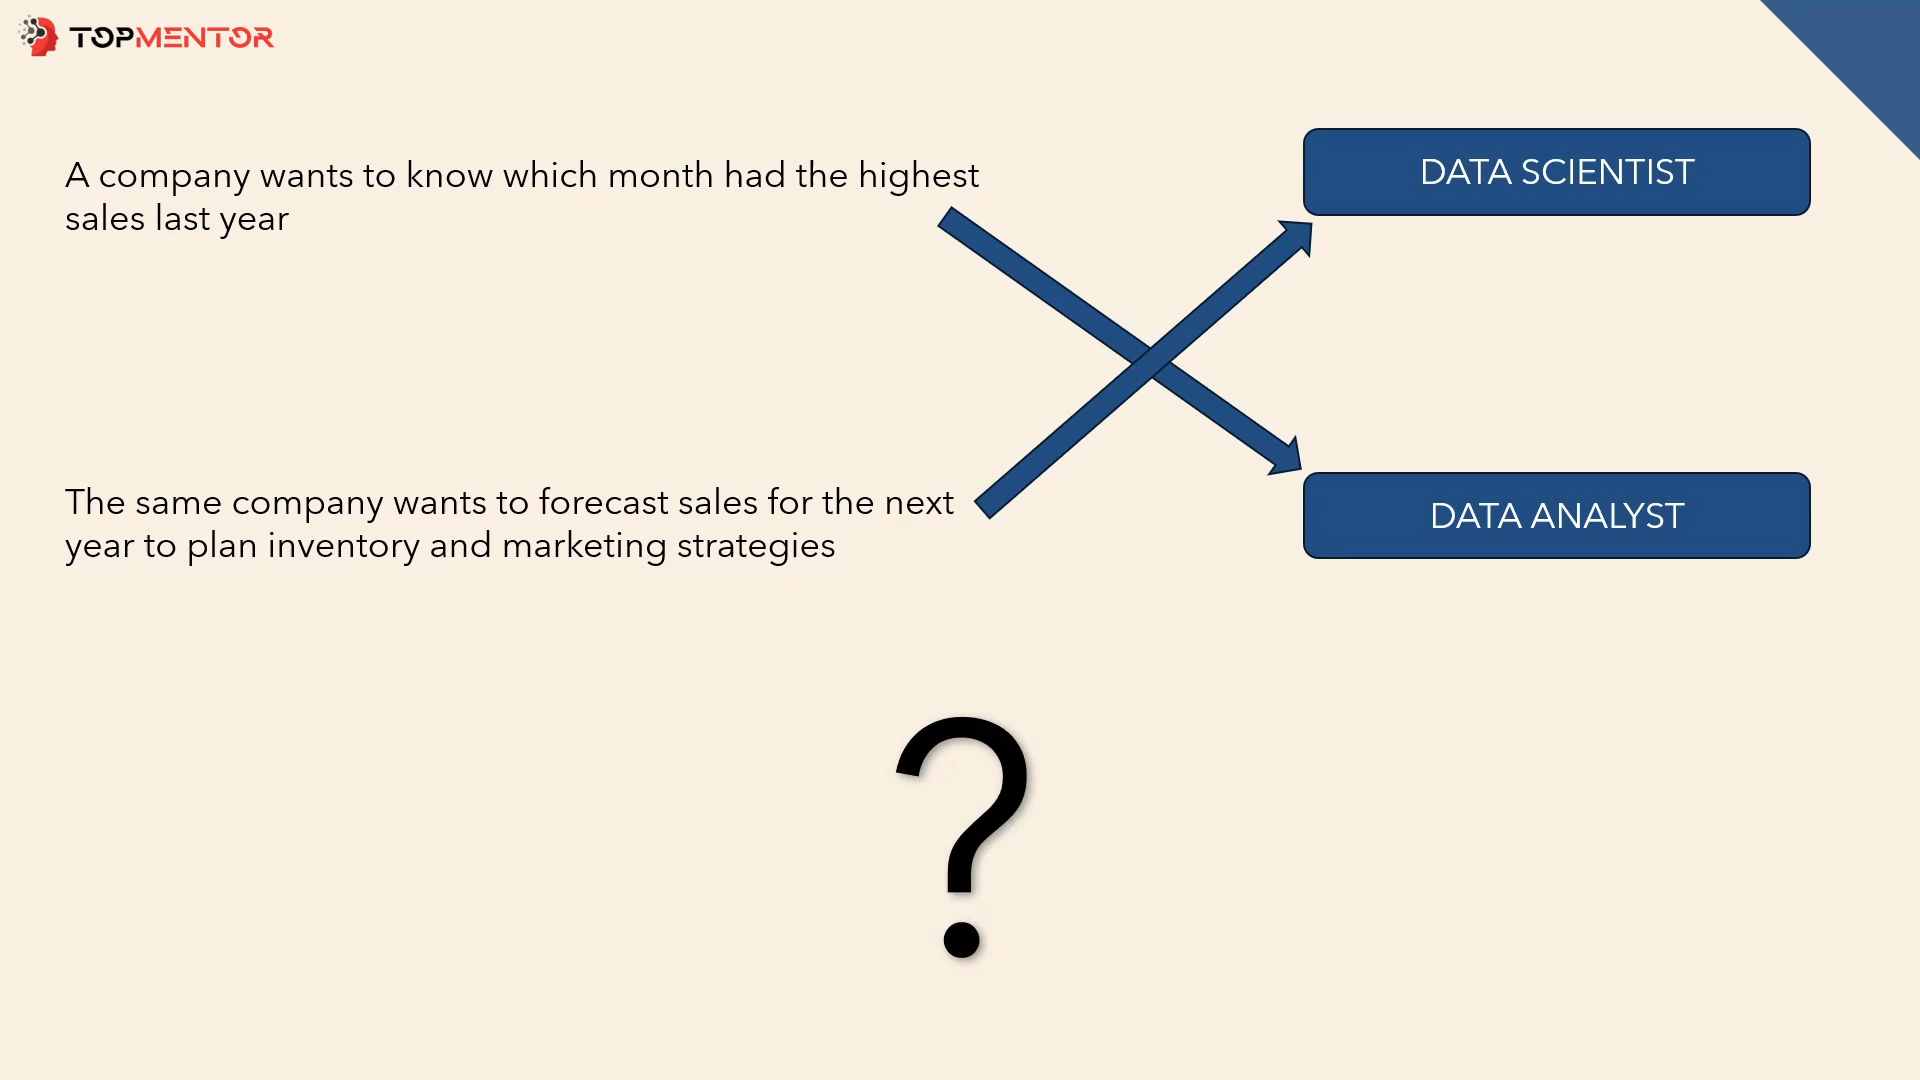 TOPMENTOR
A company wants to know which month had the highest
sales last year
DATA SCIENTIST
The same company wants to forecast sales for the next
year to plan inventory and marketing strategies
DATA ANALYST
?